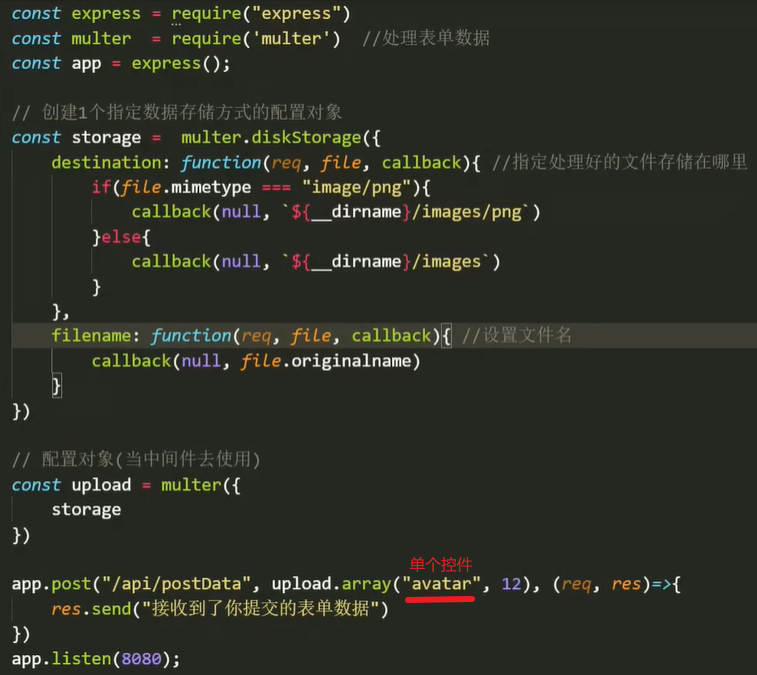 const express = require("express")
const multer  = require('multer')  //处理表单数据
const app = express();
// 创建1个指定数据存储方式的配置对象
const storage =  multer.diskStorage({
destination: function(req, file, callback){ //指定处理好的文件存储在哪里
if(file.mimetype === "image/png"){
callback(null, `${__dirname}/images/png`)
}else{
callback(null, `${__dirname}/images`)
}
},
filename: function(req, file, callback){ //设置文件名
callback(null, file.originalname)
}
})
// 配置对象(当中间件去使用)
const upload = multer({
storage
})
单个控件
app.post("/api/postData", upload.array("avatar", 12), (req, res)=>{
res.send("接收到了你提交的表单数据")
})
app.listen(8080);